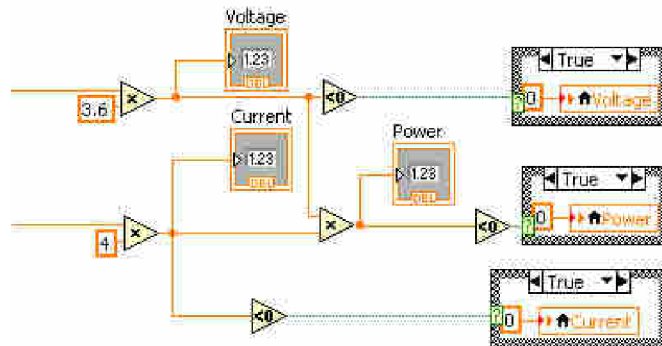 Voltage
True
1.23
DBL
3.6
×
<0
?
0
Voltage
Current
1.23
DBL
Power
1.23
DBL
True
4
×
×
<0
?
0
Power
True
<0
?
0
Current